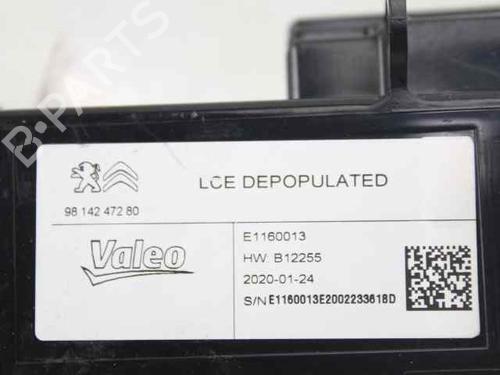 B-PARTS
LCE DEPOPULATED
98 142 472 80
Valeo
E1160013
HW B12255
2020-01-24
S/N E1160013E2002233618D